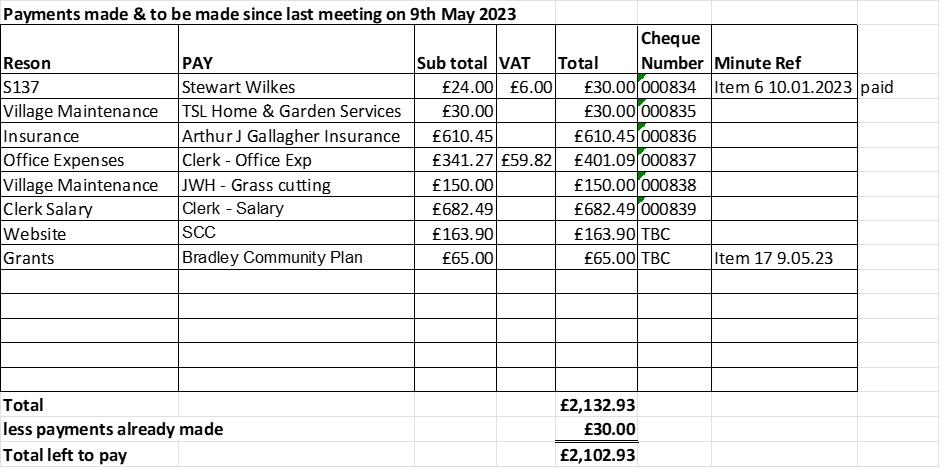 Payments made & to be made since last meeting on 9th May 2023
Cheque
Reson PAY Sub total VAT Total Number Minute Ref
S137 Stewart Wilkes £24.00 £6.00 £30.00 000834 Item 6 10.01.2023 paid
Village Maintenance TSL Home & Garden Services £30.00 £30.00 000835
Insurance Arthur J Gallagher Insurance £610.45 £610.45 000836
Office Expenses Clerk - Office Exp £341.27 £59.82 £401.09 000837
Village Maintenance JWH - Grass cutting £150.00 £150.00 000838
Clerk Salary Clerk - Salary £682.49 £682.49 000839
Website SCC £163.90 £163.90 TBC
Grants Bradley Community Plan £65.00 £65.00 TBC Item 17 9.05.23
Total £2,132.93
less payments already made £30.00
Total left to pay £2,102.93